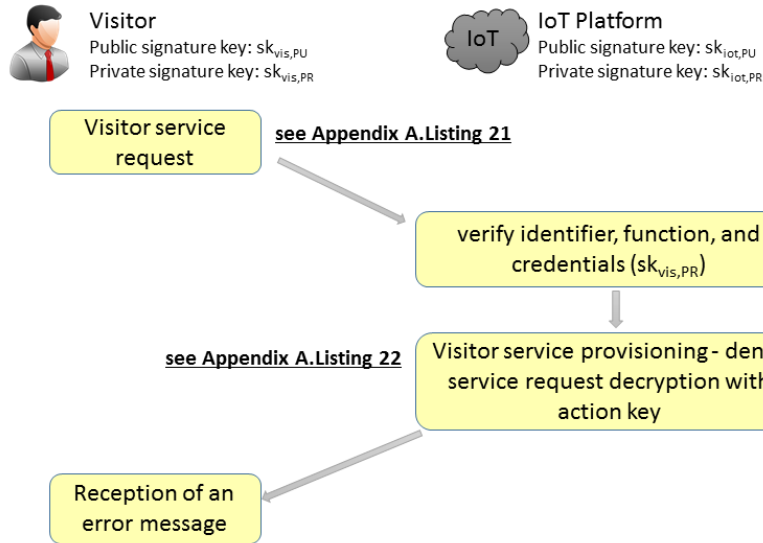 Visitor
Public signature key: sk_vis,PU
Private signature key: sk_vis,PR
IoT
IoT Platform
Public signature key: sk_iot,PU
Private signature key: sk_iot,PR
Visitor service
request
see Appendix A.Listing 21
verify identifier, function, and
credentials (sk_vis,PR)
see Appendix A.Listing 22
Visitor service provisioning - den
service request decryption with
action key
Reception of an
error message